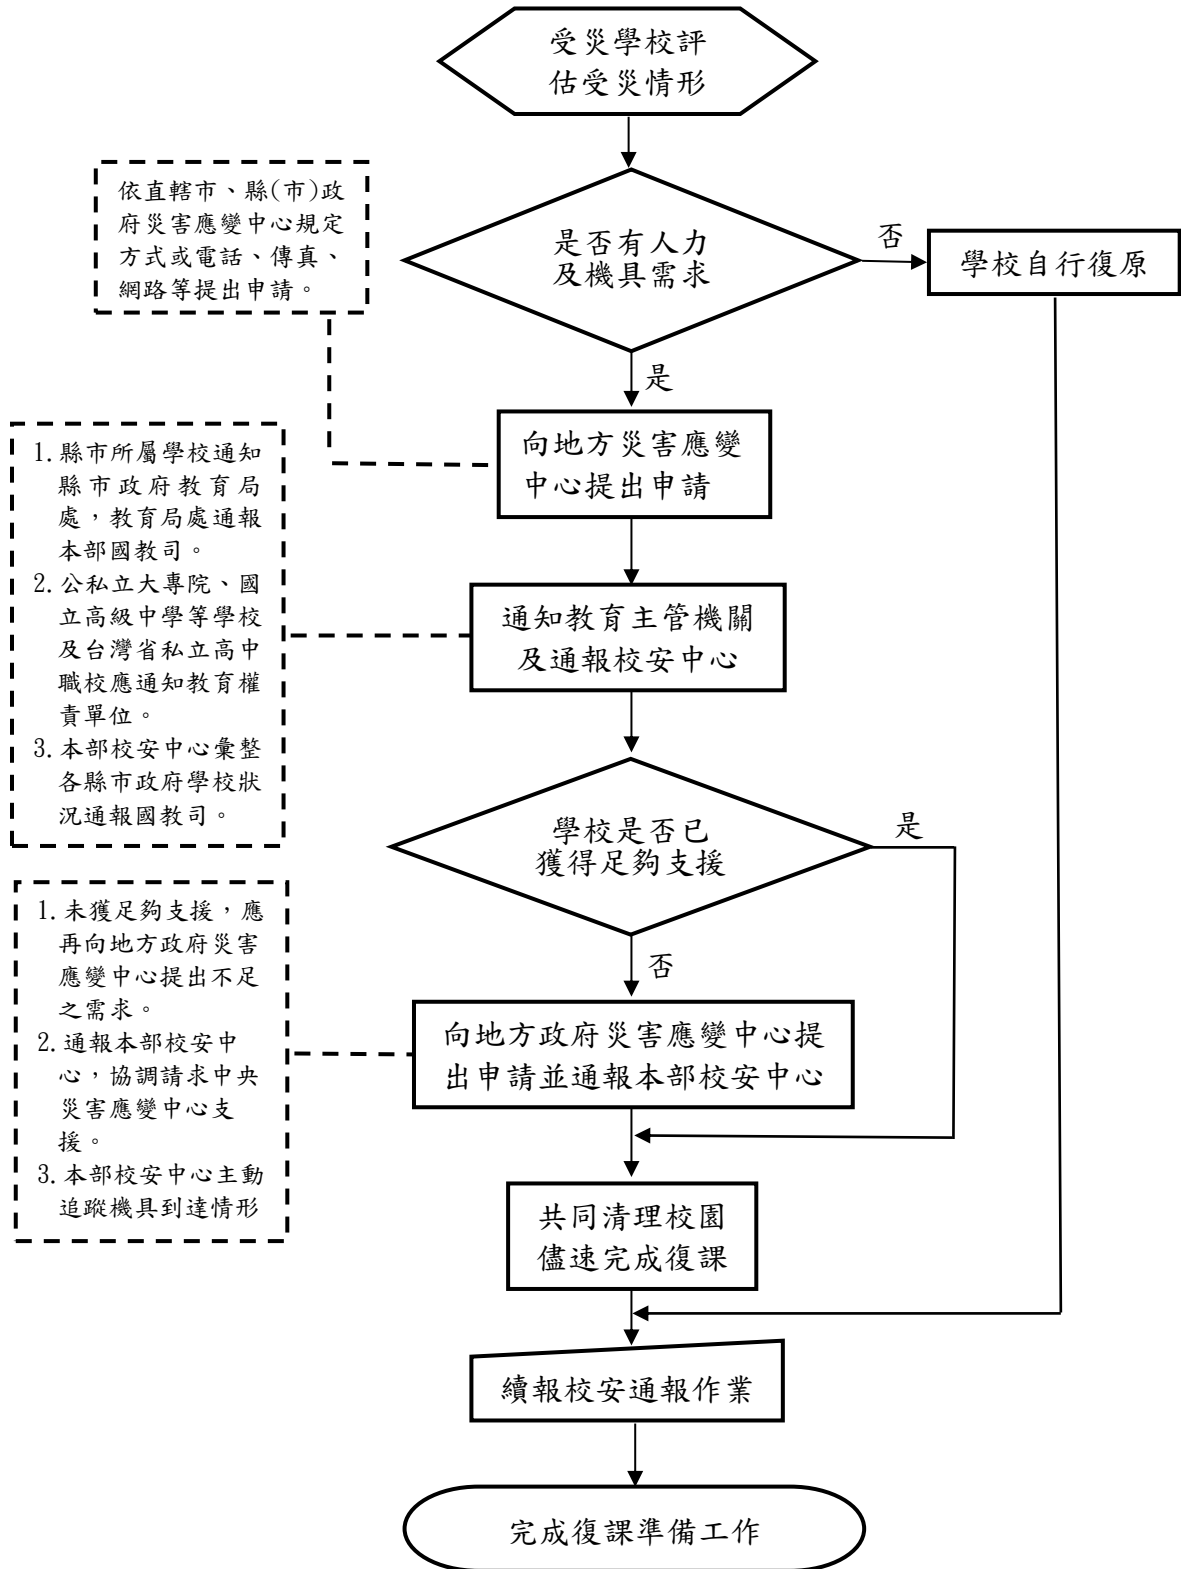 受災學校評
估受災情形
依直轄市、縣(市)政
府災害應變中心規定
方式或電話、傳真、
網路等提出申請。
是否有人力
及機具需求
否
學校自行復原
是
向地方災害應變
中心提出申請
1.縣市所屬學校通知
縣市政府教育局
處，教育局處通報
本部國教司。
2.公私立大專院、國
立高級中學等學校
及台灣省私立高中
職校應通知教育權
責單位。
3.本部校安中心彙整
各縣市政府學校狀
況通報國教司。
通知教育主管機關
及通報校安中心
學校是否已
獲得足夠支援
是
否
1.未獲足夠支援，應
再向地方政府災害
應變中心提出不足
之需求。
2.通報本部校安中
心，協調請求中央
災害應變中心支
援。
3.本部校安中心主動
追蹤機具到達情形
向地方政府災害應變中心提
出申請並通報本部校安中心
共同清理校園
儘速完成復課
續報校安通報作業
完成復課準備工作